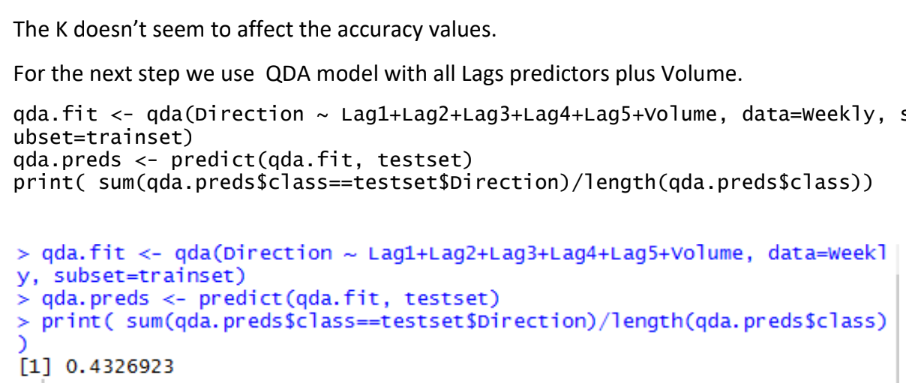 The K doesn't seem to affect the accuracy values.
For the next step we use  QDA model with all Lags predictors plus Volume.
qda.fit <- qda(Direction ~ Lag1+Lag2+Lag3+Lag4+Lag5+Volume, data=Weekly, s
ubset=trainset)
qda.preds <- predict(qda.fit, testset)
print( sum(qda.preds$class==testset$Direction)/length(qda.preds$class))
> qda.fit <- qda(Direction ~ Lag1+Lag2+Lag3+Lag4+Lag5+Volume, data=Weekl
y, subset=trainset)
> qda.preds <- predict(qda.fit, testset)
> print( sum(qda.preds$class==testset$Direction)/length(qda.preds$class)
)
[1] 0.4326923